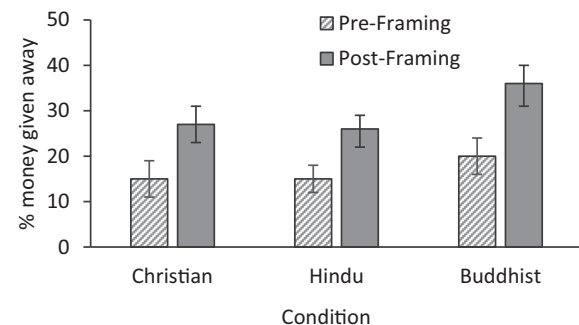 50
40
30
20
10
0
% money given away
Pre-Framing
Post-Framing
Christian Hindu Buddhist
Condition